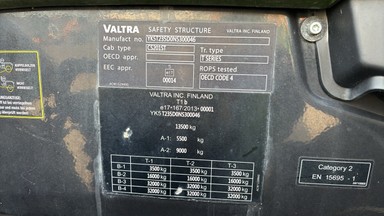 VALTRA SAFETY STRUCTURE VALTRA INC. FINLAND
Manufact no. YK5T235D0NS300046
Cab type CS201ST Tr. type
OECD appr. T SERIES
EEC appr. ROPS tested
00014 OECD CODE 4
VALTRA INC. FINLAND
T1b
e17*167/2013*00001
YK5T235D0NS300046
13500 kg
A-1: 5500 kg
A-2: 9000 kg
T-1 T-2 T-3
B-1 3500 kg 3500 kg 3500 kg
B-2 16000 kg 16000 kg 16000 kg
B-3 32000 kg 32000 kg 32000 kg
B-4 32000 kg 32000 kg 32000 kg
Category 2
EN 15695 - 1